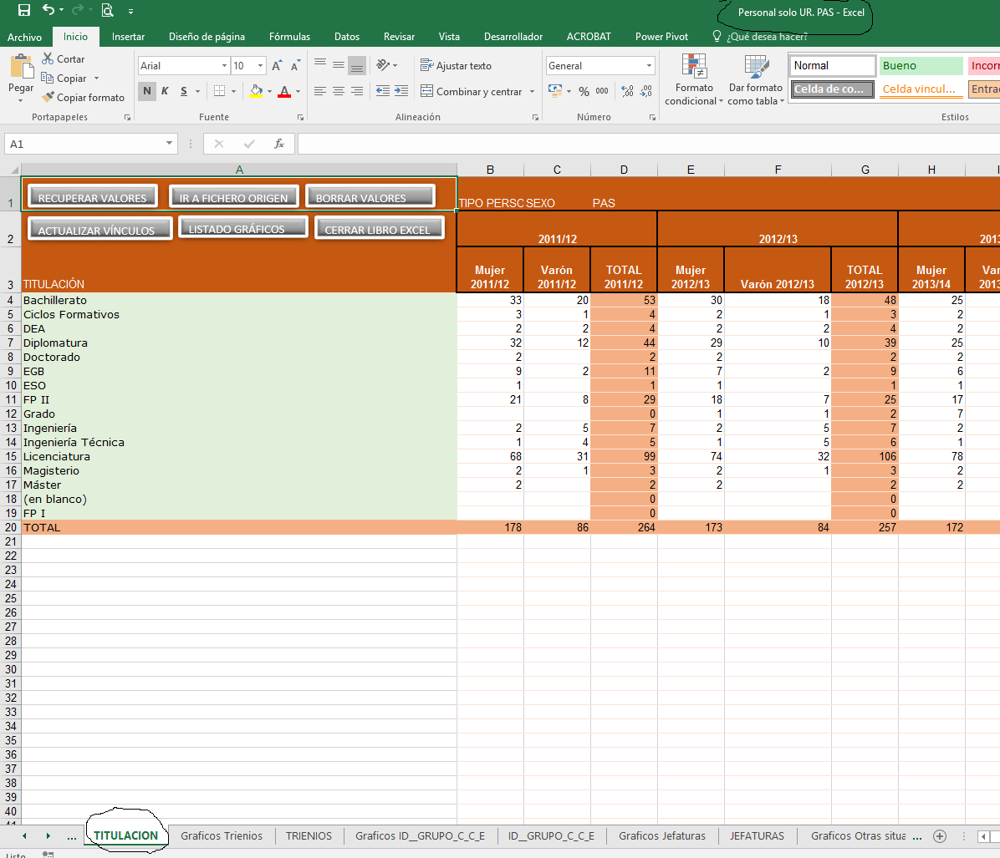 Personal solo UR. PAS - Excel
Archivo Inicio Insertar Diseño de página Fórmulas Datos Revisar Vista Desarrollador ACROBAT Power Pivot ¿Qué desea hacer?
Pegar
Cortar
Copiar
Copiar formato
Portapapeles
Arial 10 A A
N K S A
Fuente
Ajustar texto
Combinar y centrar
Alineación
General
% 000
Número
Formato condicional
Dar formato como tabla
Normal Bueno Incorr
Celda de co... Celda vincul... Entrad
Estilos
A1 fx
A B C D E F G H I
1 RECUPERAR VALORES IR A FICHERO ORIGEN BORRAR VALORES TIPO PERSC SEXO PAS
2 ACTUALIZAR VÍNCULOS LISTADO GRÁFICOS CERRAR LIBRO EXCEL 2011/12 2012/13 2013
3 TITULACIÓN Mujer 2011/12 Varón 2011/12 TOTAL 2011/12 Mujer 2012/13 Varón 2012/13 TOTAL 2012/13 Mujer 2013/14 Var 2013
4 Bachillerato 33 20 53 30 18 48 25
5 Ciclos Formativos 3 1 4 2 1 3 2
6 DEA 2 2 4 2 2 4 2
7 Diplomatura 32 12 44 29 10 39 25
8 Doctorado 2 2 2 2 2
9 EGB 9 2 11 7 2 9 6
10 ESO 1 1 1 1 1
11 FP II 21 8 29 18 7 25 17
12 Grado 0 1 1 2 7
13 Ingeniería 2 5 7 2 5 7 2
14 Ingeniería Técnica 1 4 5 1 5 6 1
15 Licenciatura 68 31 99 74 32 106 78
16 Magisterio 2 1 3 2 1 3 2
17 Máster 2 2 2 2 2
18 (en blanco) 0 0
19 FP I 0 0
20 TOTAL 178 86 264 173 84 257 172
21
22
23
24
25
26
27
28
29
30
31
32
33
34
35
36
37
38
39
40
41
... TITULACION Graficos Trienios TRIENIOS Graficos ID__GRUPO_C_C_E ID__GRUPO_C_C_E Graficos Jefaturas JEFATURAS Graficos Otras situa ...
Listo